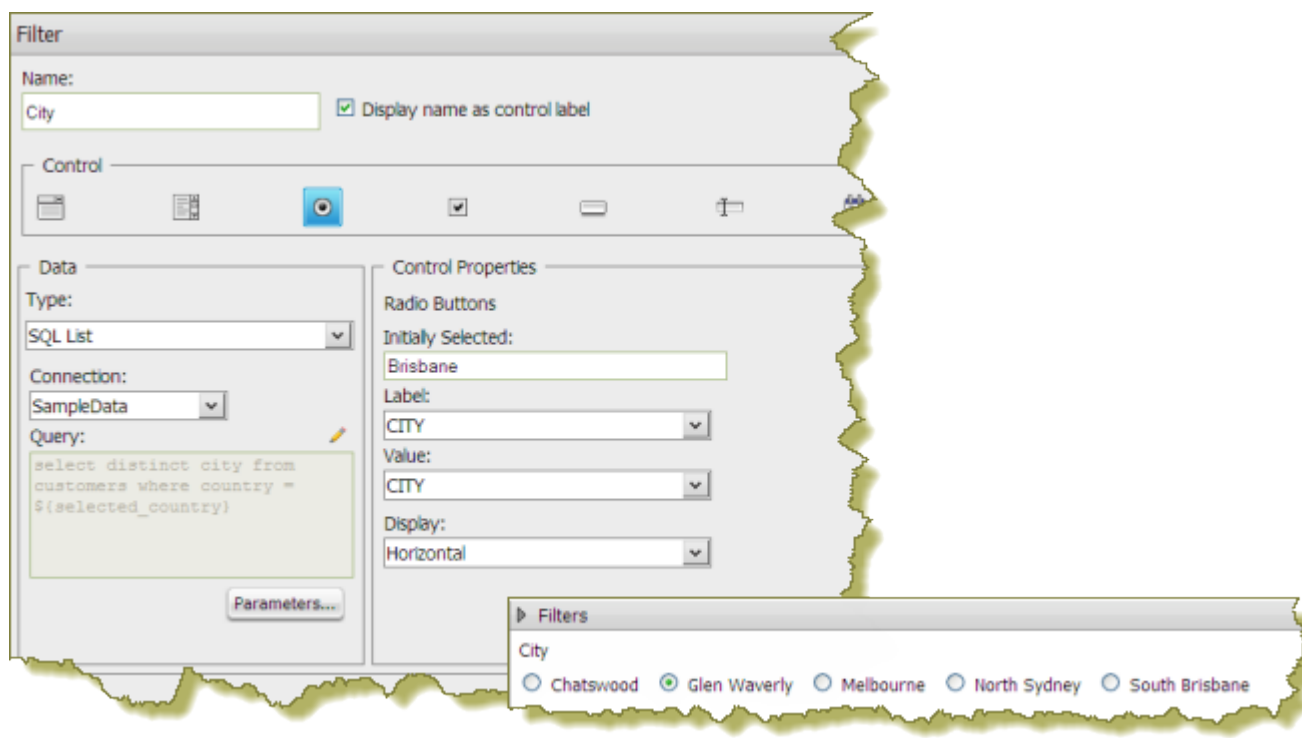 Filter
Name:
City
Display name as control label
Control
Data
Type:
SQL List
Connection:
SampleData
Query:
select distinct city from
customers where country =
${selected_country}
Parameters...
Control Properties
Radio Buttons
Initially Selected:
Brisbane
Label:
CITY
Value:
CITY
Display:
Horizontal
Filters
City
Chatswood Glen Waverly Melbourne North Sydney South Brisbane